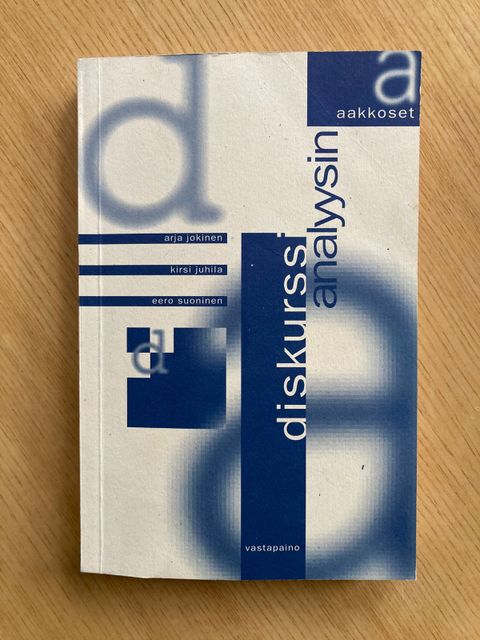 d
a
aakkoset
diskurssi
analyysin
arja jokinen
kirsi juhila
eero suoninen
d
e
vastapaino